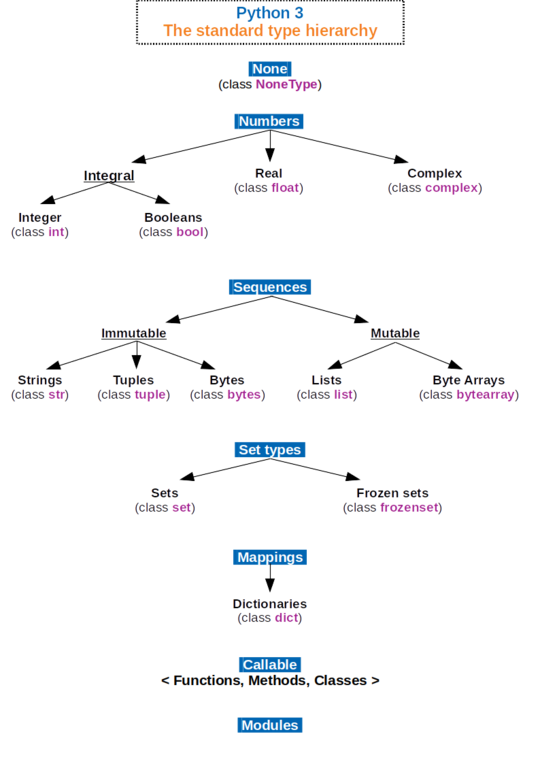 Python 3
The standard type hierarchy
None
(class NoneType)
Numbers
Integral
Real
(class float)
Complex
(class complex)
Integer
(class int)
Booleans
(class bool)
Sequences
Immutable
Mutable
Strings
(class str)
Tuples
(class tuple)
Bytes
(class bytes)
Lists
(class list)
Byte Arrays
(class bytearray)
Set types
Sets
(class set)
Frozen sets
(class frozenset)
Mappings
Dictionaries
(class dict)
Callable
< Functions, Methods, Classes >
Modules